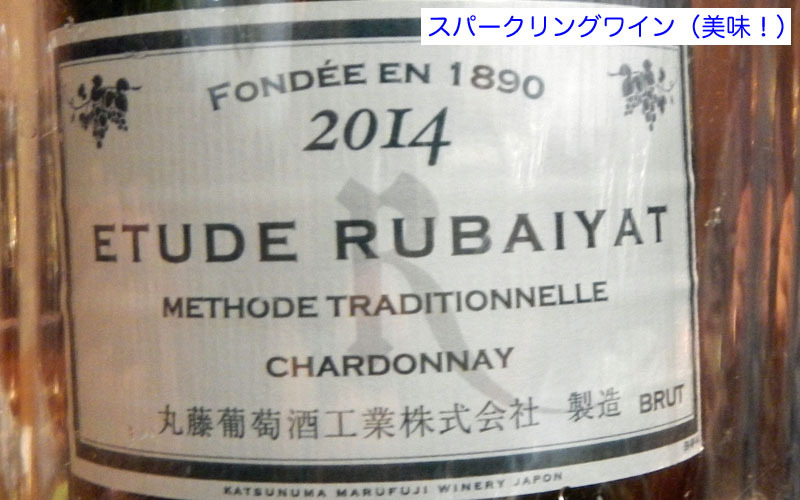 スパークリングワイン（美味！）
FONDÉE EN 1890
2014
R
ETUDE RUBAIYAT
METHODE TRADITIONNELLE
CHARDONNAY
丸藤葡萄酒工業株式会社 製造 BRUT
KATSUNUMA MARUFUJI WINERY JAPON